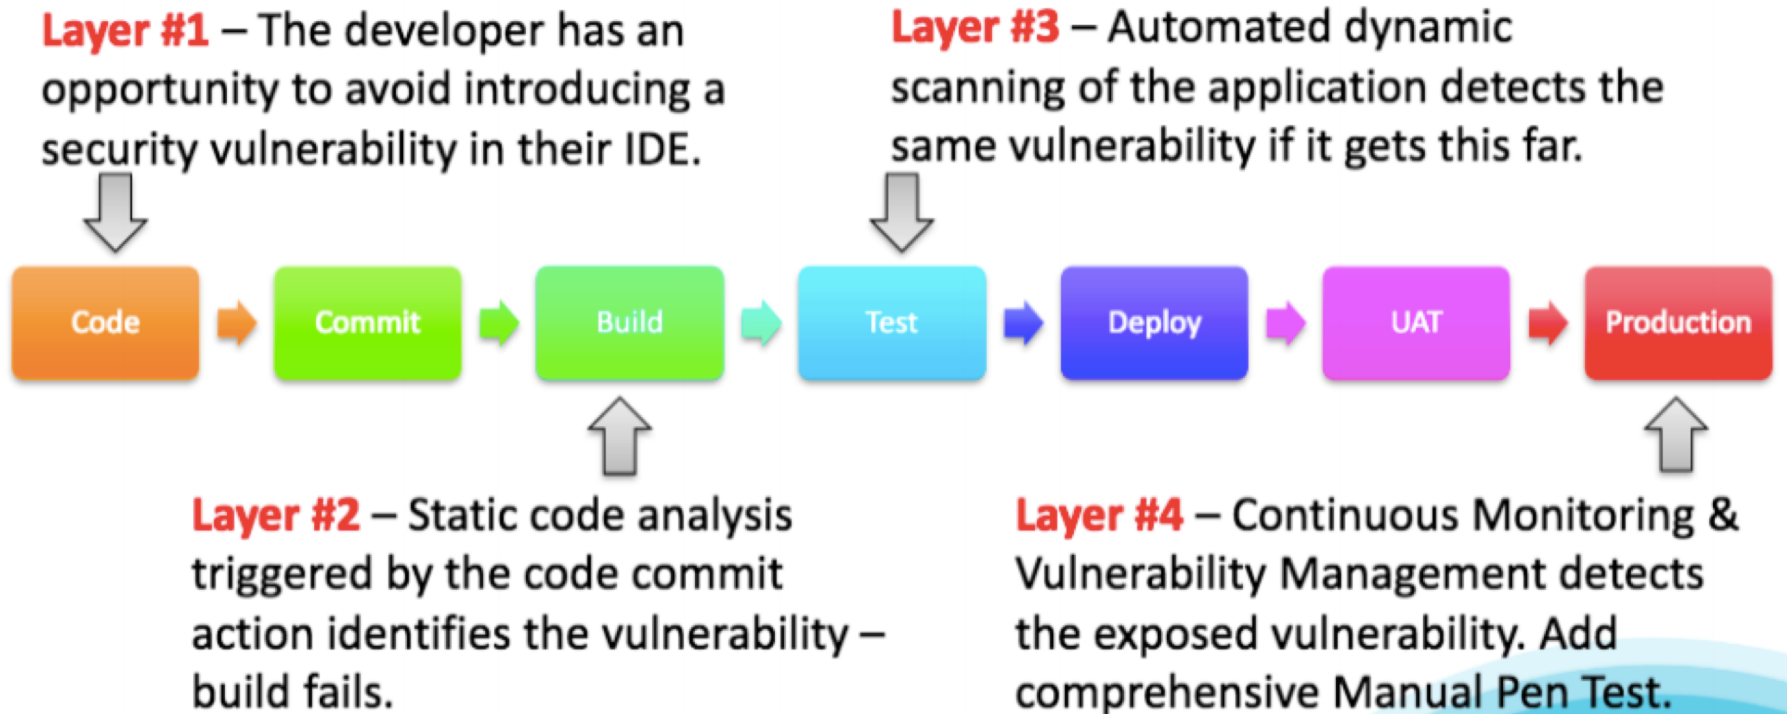 Layer #1 – The developer has an
opportunity to avoid introducing a
security vulnerability in their IDE.
Layer #3 – Automated dynamic
scanning of the application detects the
same vulnerability if it gets this far.
Code
Commit
Build
Test
Deploy
UAT
Production
Layer #2 – Static code analysis
triggered by the code commit
action identifies the vulnerability –
build fails.
Layer #4 – Continuous Monitoring &
Vulnerability Management detects
the exposed vulnerability. Add
comprehensive Manual Pen Test.